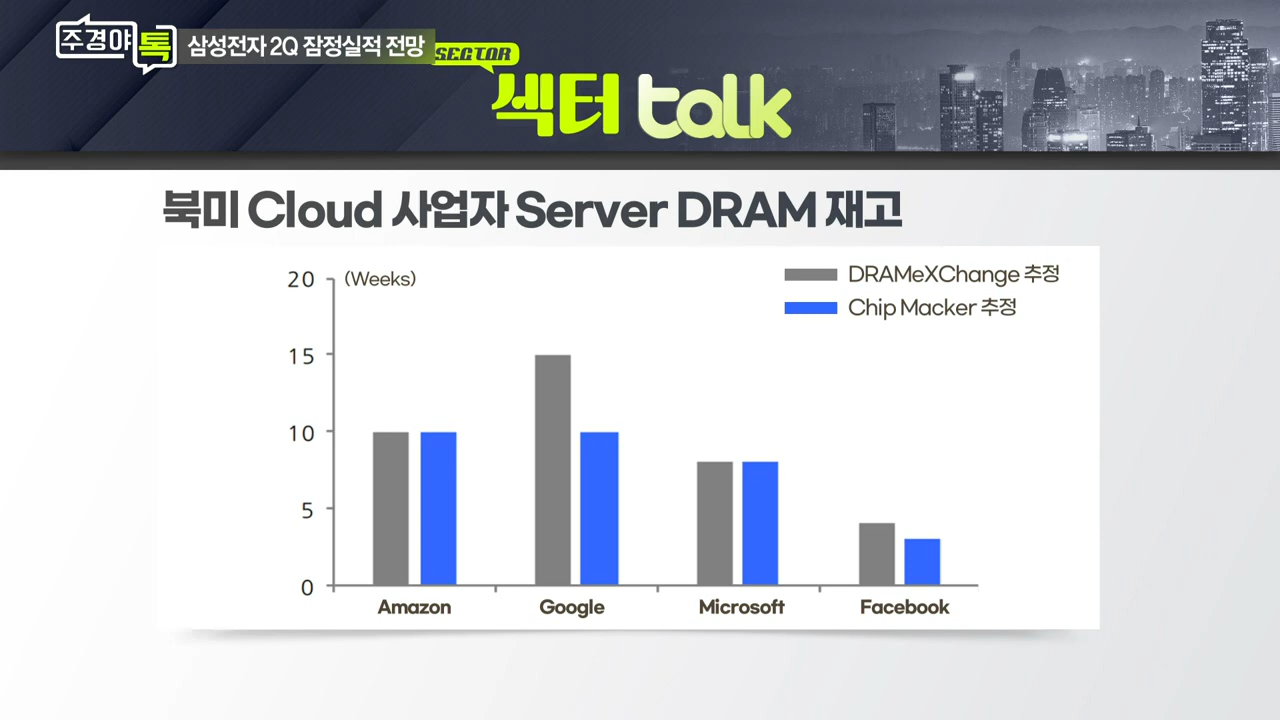 주경야톡
삼성전자 2Q 잠정실적 전망
SECTOR
섹터 talk
북미 Cloud 사업자 Server DRAM 재고
(Weeks)
20
15
10
5
0
DRAMeXChange 추정
Chip Macker 추정
Amazon Google Microsoft Facebook